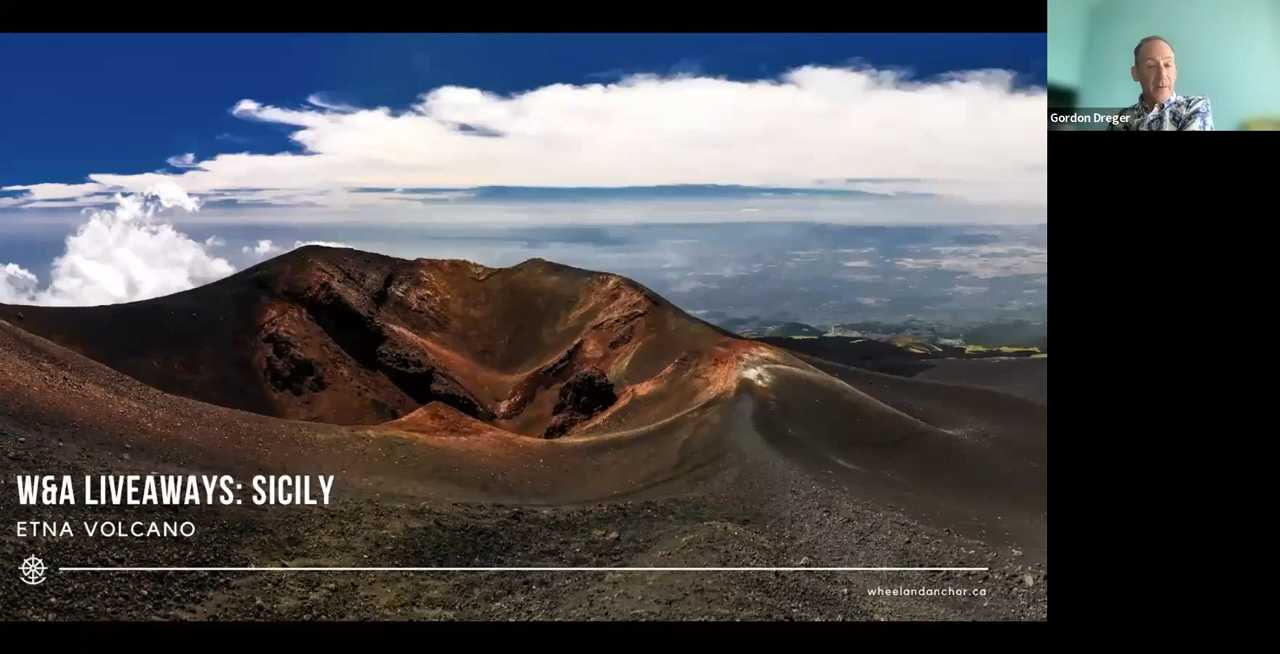 Gordon Dreger
W&A LIVEAWAYS: SICILY
ETNA VOLCANO
wheelandanchor.ca